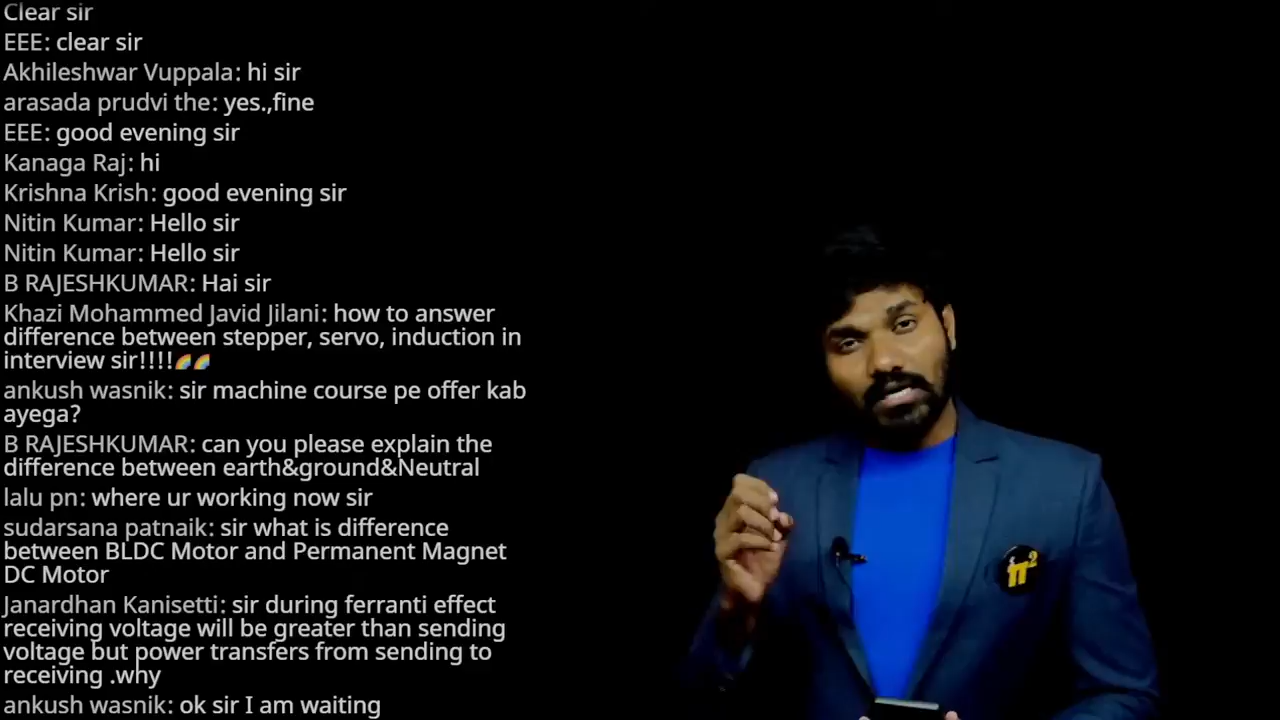 Clear sir
EEE: clear sir
Akhileshwar Vuppala: hi sir
arasada prudvi the: yes.,fine
EEE: good evening sir
Kanaga Raj: hi
Krishna Krish: good evening sir
Nitin Kumar: Hello sir
Nitin Kumar: Hello sir
B RAJESHKUMAR: Hai sir
Khazi Mohammed Javid Jilani: how to answer
difference between stepper, servo, induction in
interview sir!!!!🌈🌈
ankush wasnik: sir machine course pe offer kab
ayega?
B RAJESHKUMAR: can you please explain the
difference between earth&ground&Neutral
lalu pn: where ur working now sir
sudarsana patnaik: sir what is difference
between BLDC Motor and Permanent Magnet
DC Motor
Janardhan Kanisetti: sir during ferranti effect
receiving voltage will be greater than sending
voltage but power transfers from sending to
receiving .why
ankush wasnik: ok sir I am waiting
π²